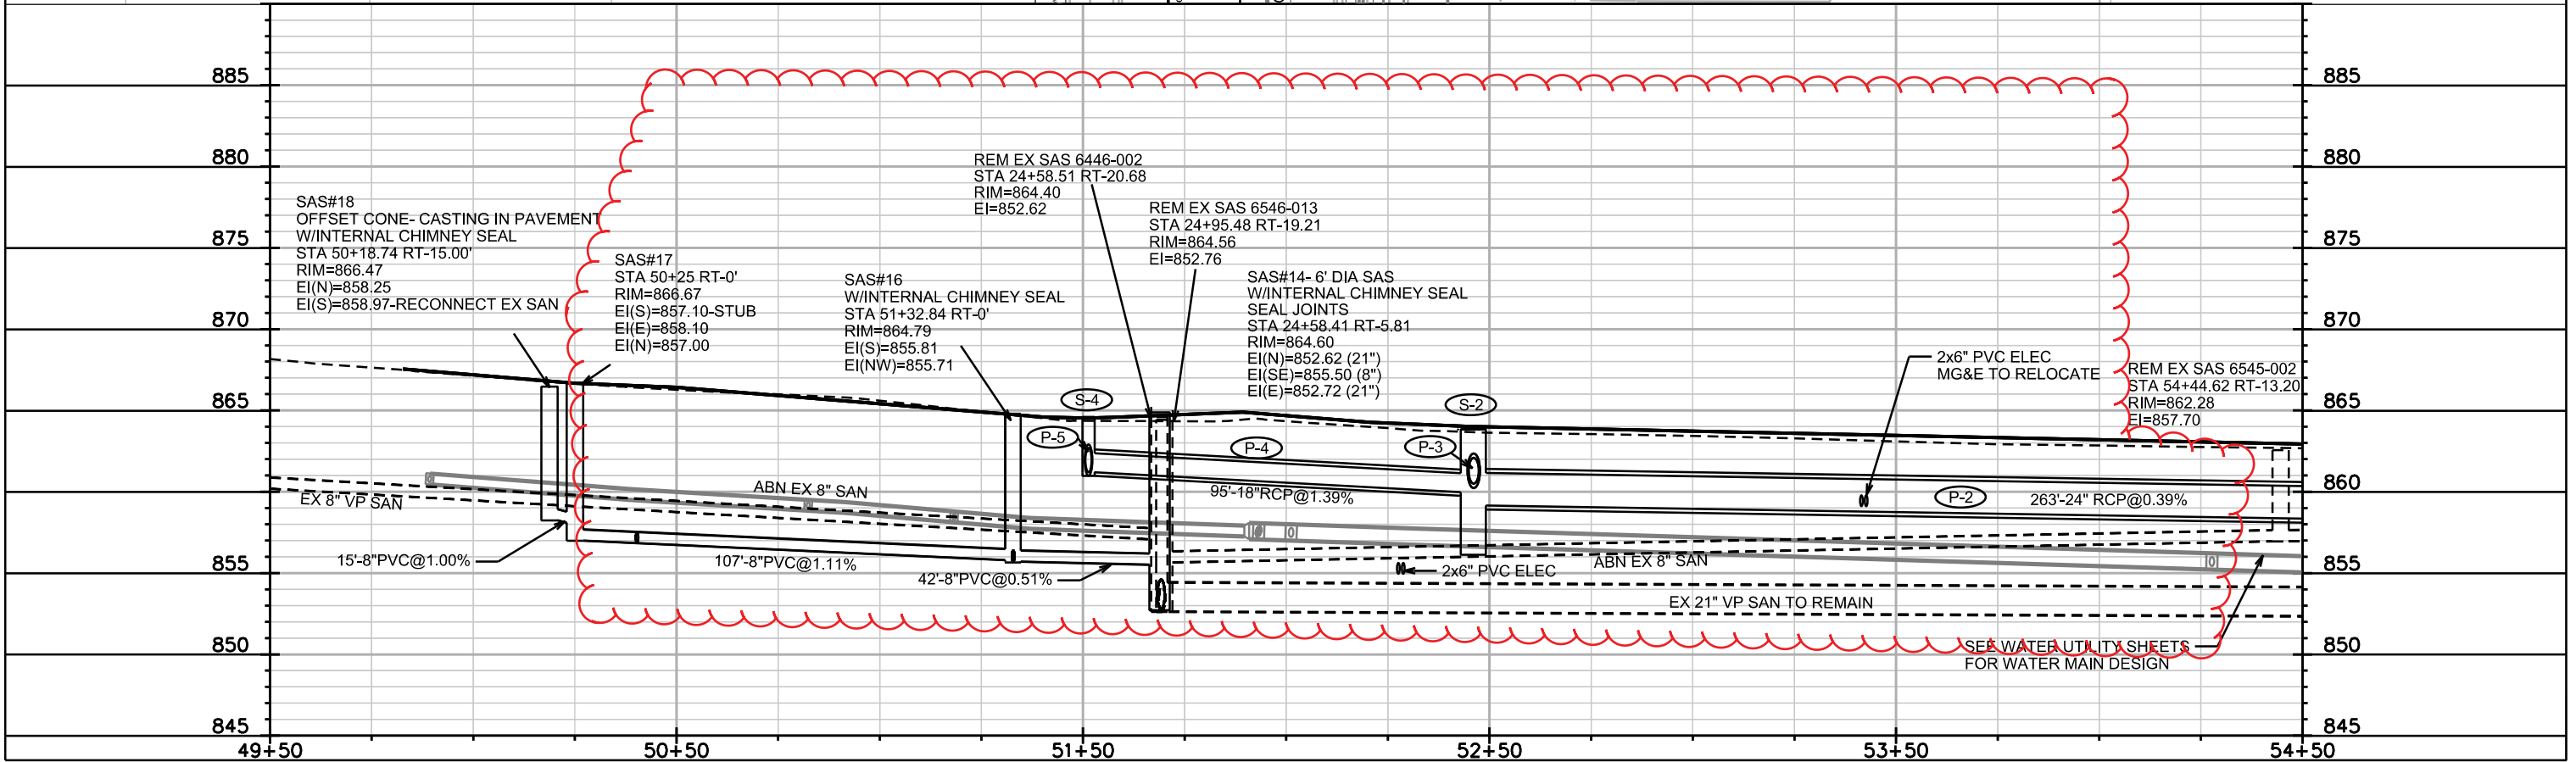 885
885
880
880
875
875
870
870
865
865
860
860
855
855
850
850
845
845
SAS#18
OFFSET CONE- CASTING IN PAVEMENT
W/INTERNAL CHIMNEY SEAL
STA 50+18.74 RT-15.00'
RIM=866.47
EI(N)=858.25
EI(S)=858.97-RECONNECT EX SAN
SAS#17
STA 50+25 RT-0'
RIM=866.67
EI(S)=857.10-STUB
EI(E)=858.10
EI(N)=857.00
SAS#16
W/INTERNAL CHIMNEY SEAL
STA 51+32.84 RT-0'
RIM=864.79
EI(S)=855.81
EI(NW)=855.71
REM EX SAS 6446-002
STA 24+58.51 RT-20.68
RIM=864.40
EI=852.62
REM EX SAS 6546-013
STA 24+95.48 RT-19.21
RIM=864.56
EI=852.76
SAS#14- 6' DIA SAS
W/INTERNAL CHIMNEY SEAL
SEAL JOINTS
STA 24+58.41 RT-5.81
RIM=864.60
EI(N)=852.62 (21")
EI(SE)=855.50 (8")
EI(E)=852.72 (21")
2x6" PVC ELEC
MG&E TO RELOCATE
REM EX SAS 6545-002
STA 54+44.62 RT-13.20
RIM=862.28
EI=857.70
S-4
S-2
P-5
P-4
P-3
P-2
EX 8" VP SAN
ABN EX 8" SAN
95'-18"RCP@1.39%
263'-24" RCP@0.39%
15'-8"PVC@1.00%
107'-8"PVC@1.11%
42'-8"PVC@0.51%
2x6" PVC ELEC
ABN EX 8" SAN
EX 21" VP SAN TO REMAIN
SEE WATER UTILITY SHEETS
FOR WATER MAIN DESIGN
49+50
50+50
51+50
52+50
53+50
54+50